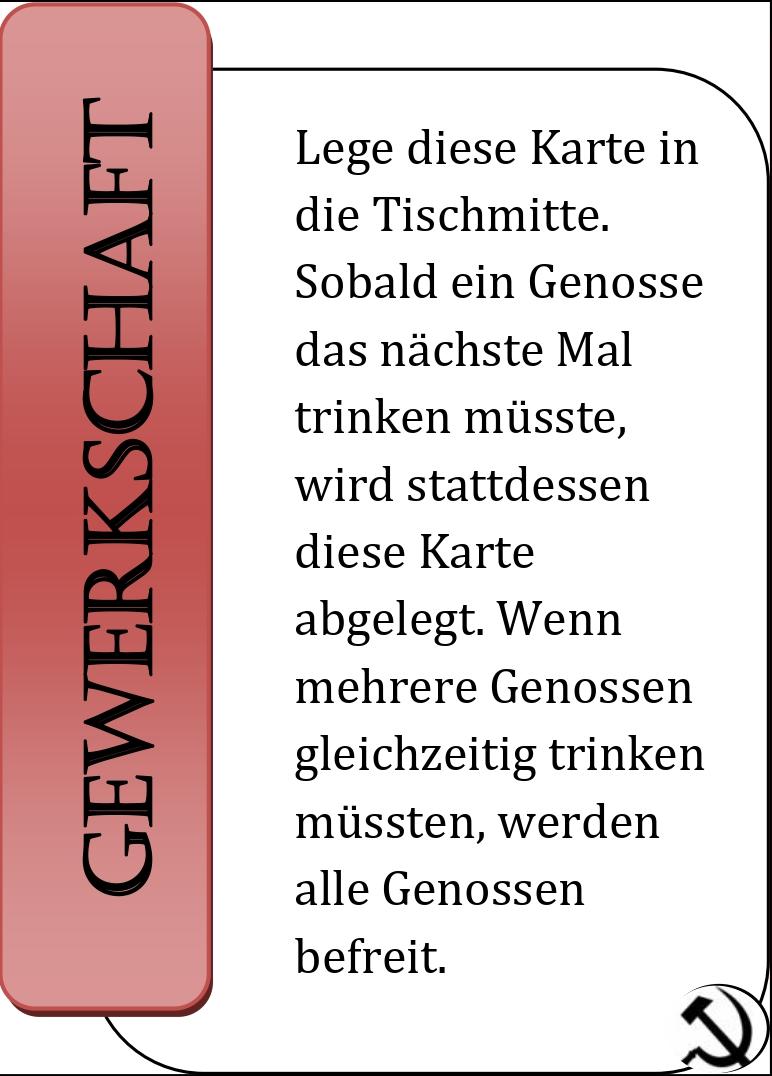 GEWERKSCHAFT
Lege diese Karte in
die Tischmitte.
Sobald ein Genosse
das nächste Mal
trinken müsste,
wird stattdessen
diese Karte
abgelegt. Wenn
mehrere Genossen
gleichzeitig trinken
müssten, werden
alle Genossen
befreit.